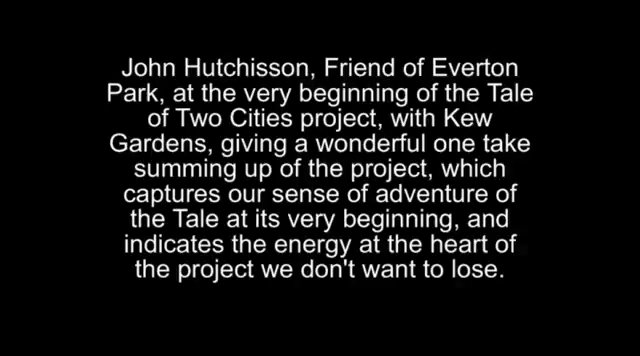 John Hutchisson, Friend of Everton
Park, at the very beginning of the Tale
of Two Cities project, with Kew
Gardens, giving a wonderful one take
summing up of the project, which
captures our sense of adventure of
the Tale at its very beginning, and
indicates the energy at the heart of
the project we don't want to lose.